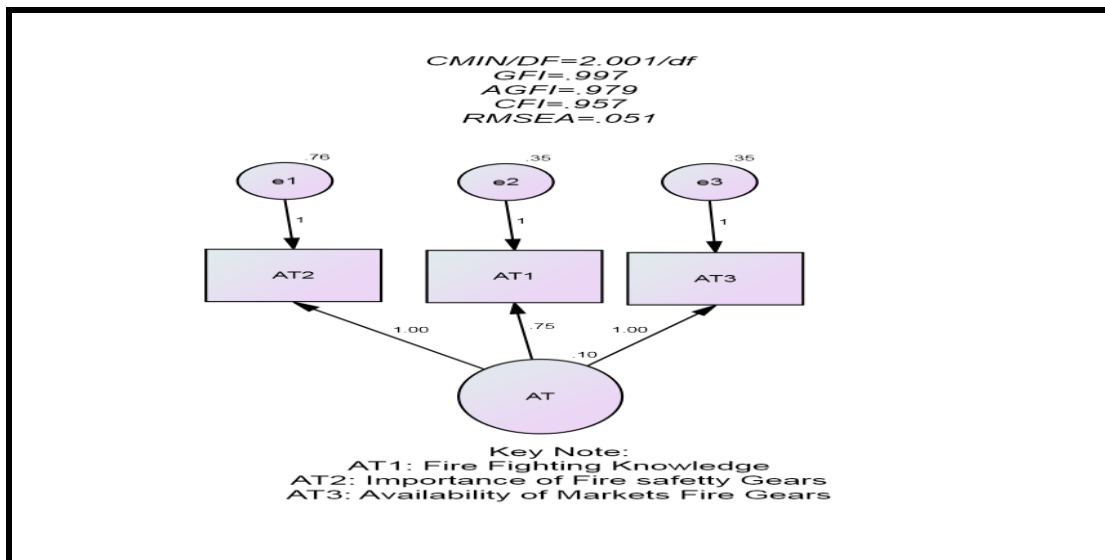 CMIN/DF=2.001/df
GFI=.997
AGFI=.979
CFI=.957
RMSEA=.051
.76 .35 .35
e1 e2 e3
1 1 1
AT2 AT1 AT3
1.00 .75 1.00
.10
AT
Key Note:
AT1: Fire Fighting Knowledge
AT2: Importance of Fire safetty Gears
AT3: Availability of Markets Fire Gears